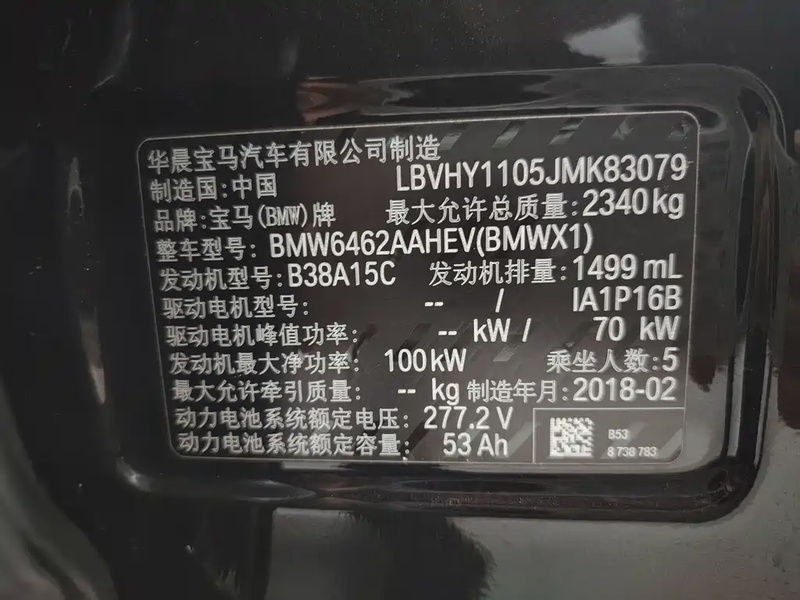 华晨宝马汽车有限公司制造
制造国:中国 LBVHY1105JMK83079
品牌:宝马(BMW)牌 最大允许总质量:2340kg
整车型号: BMW6462AAHEV(BMWX1)
发动机型号: B38A15C 发动机排量:1499 mL
驱动电机型号: -- / IA1P16B
驱动电机峰值功率: -- kW / 70 kW
发动机最大净功率: 100kW 乘坐人数:5
最大允许牵引质量: -- kg 制造年月:2018-02
动力电池系统额定电压: 277.2 V
动力电池系统额定容量: 53 Ah
B53
8 738 783